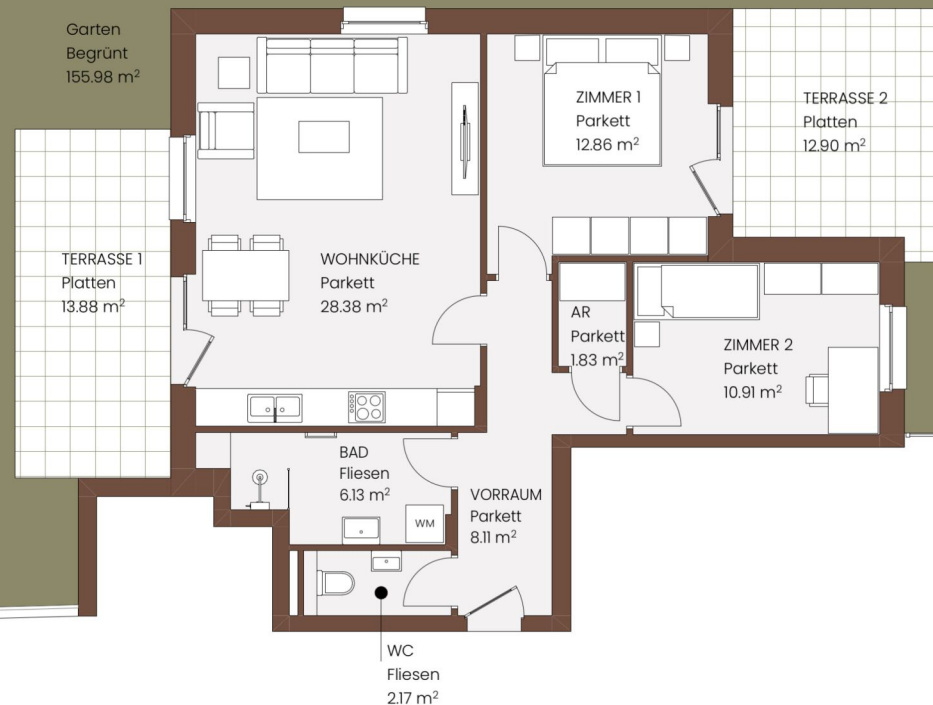 Garten
Begrünt
155.98 m²
ZIMMER 1
Parkett
12.86 m²
TERRASSE 2
Platten
12.90 m²
TERRASSE 1
Platten
13.88 m²
WOHNKÜCHE
Parkett
28.38 m²
AR
Parkett
1.83 m²
ZIMMER 2
Parkett
10.91 m²
BAD
Fliesen
6.13 m²
WM
VORRAUM
Parkett
8.11 m²
WC
Fliesen
2.17 m²